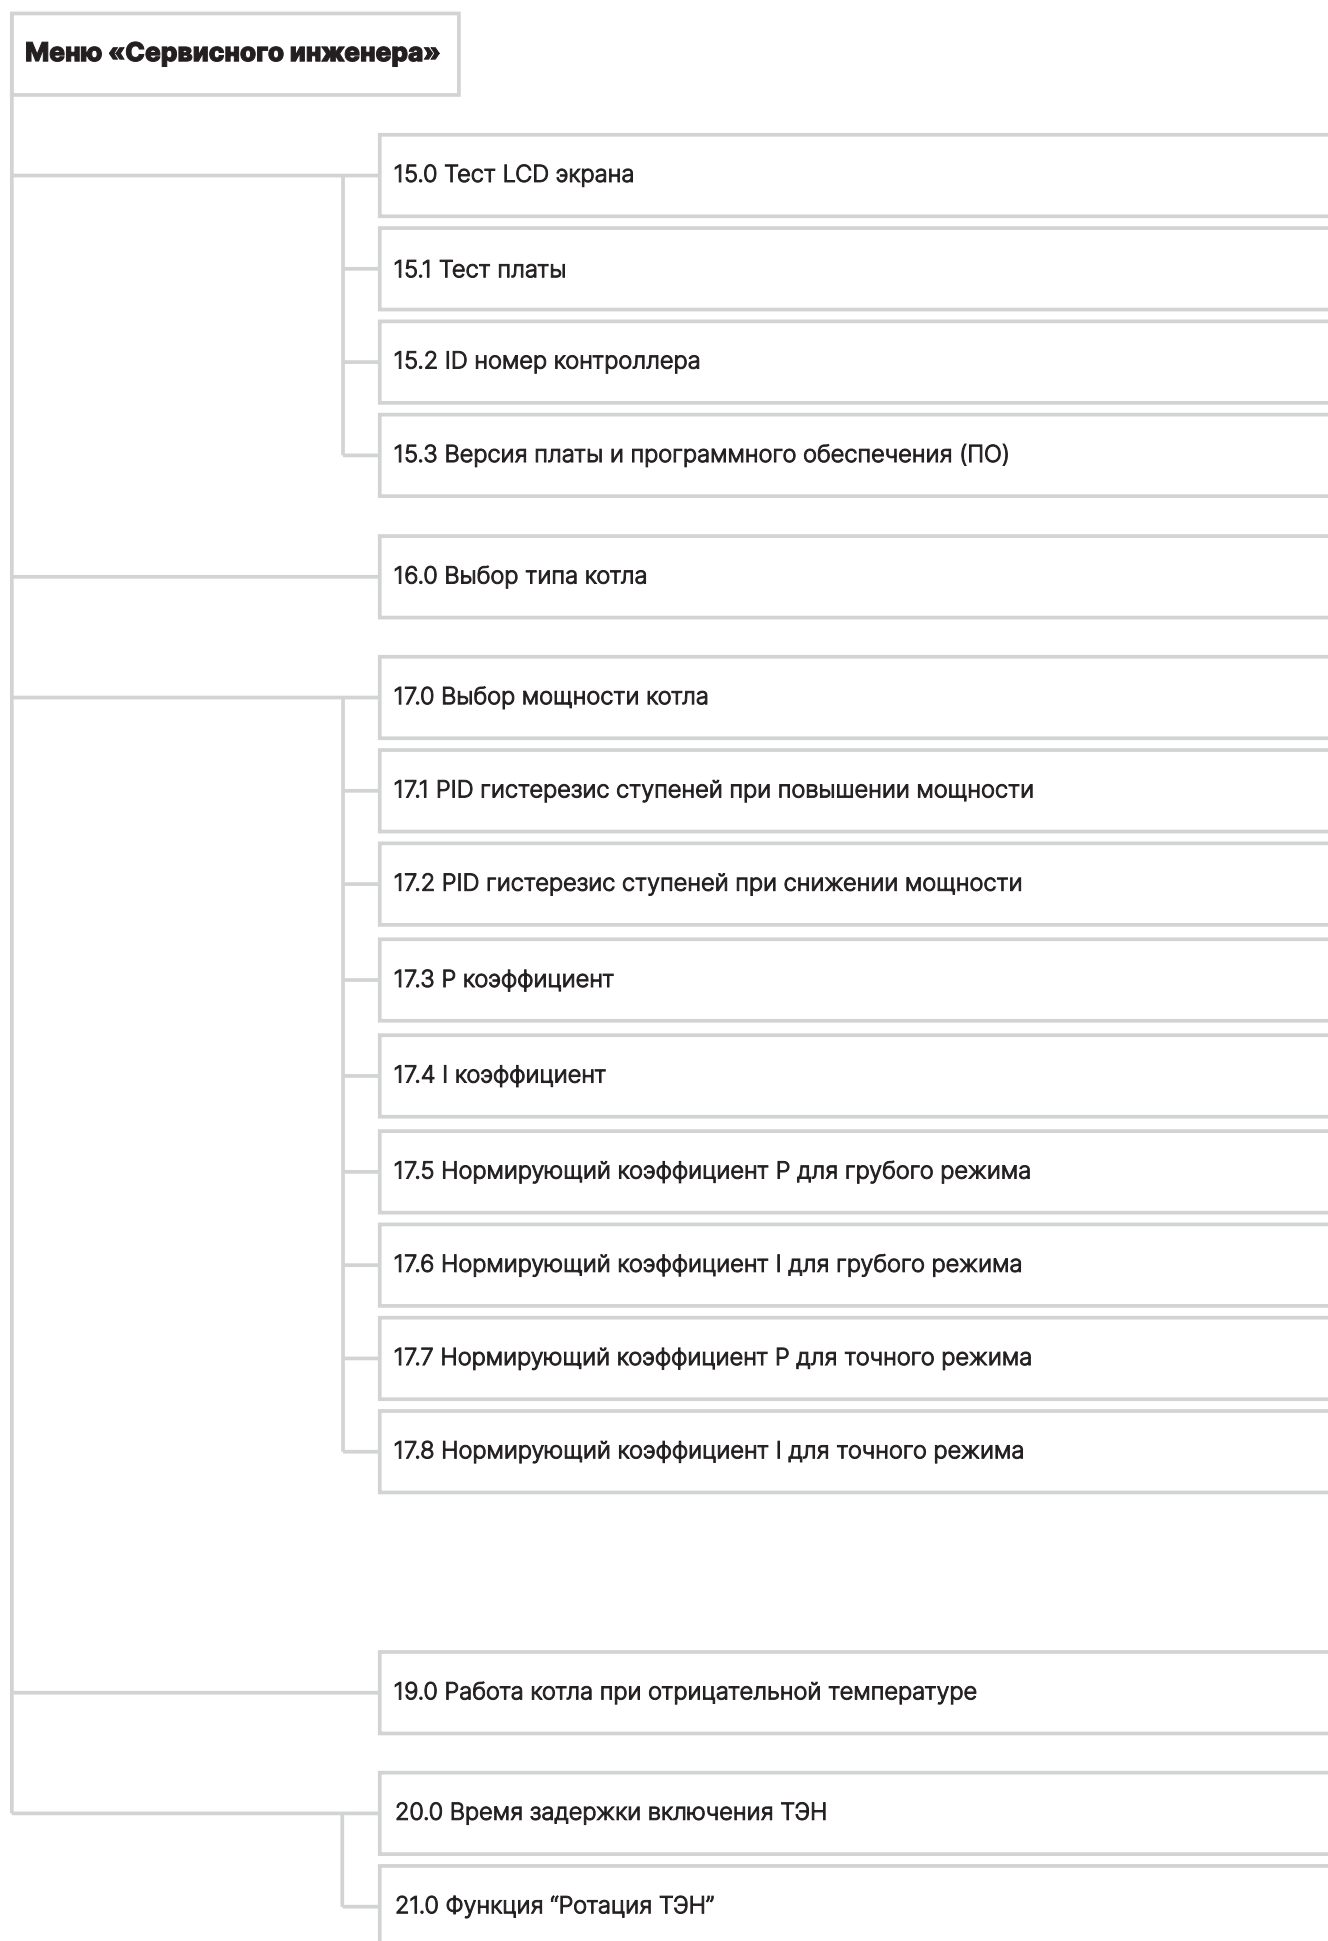 Меню «Сервисного инженера»
15.0 Тест LCD экрана
15.1 Тест платы
15.2 ID номер контроллера
15.3 Версия платы и программного обеспечения (ПО)
16.0 Выбор типа котла
17.0 Выбор мощности котла
17.1 PID гистерезис ступеней при повышении мощности
17.2 PID гистерезис ступеней при снижении мощности
17.3 P коэффициент
17.4 I коэффициент
17.5 Нормирующий коэффициент P для грубого режима
17.6 Нормирующий коэффициент I для грубого режима
17.7 Нормирующий коэффициент P для точного режима
17.8 Нормирующий коэффициент I для точного режима
19.0 Работа котла при отрицательной температуре
20.0 Время задержки включения ТЭН
21.0 Функция “Ротация ТЭН”